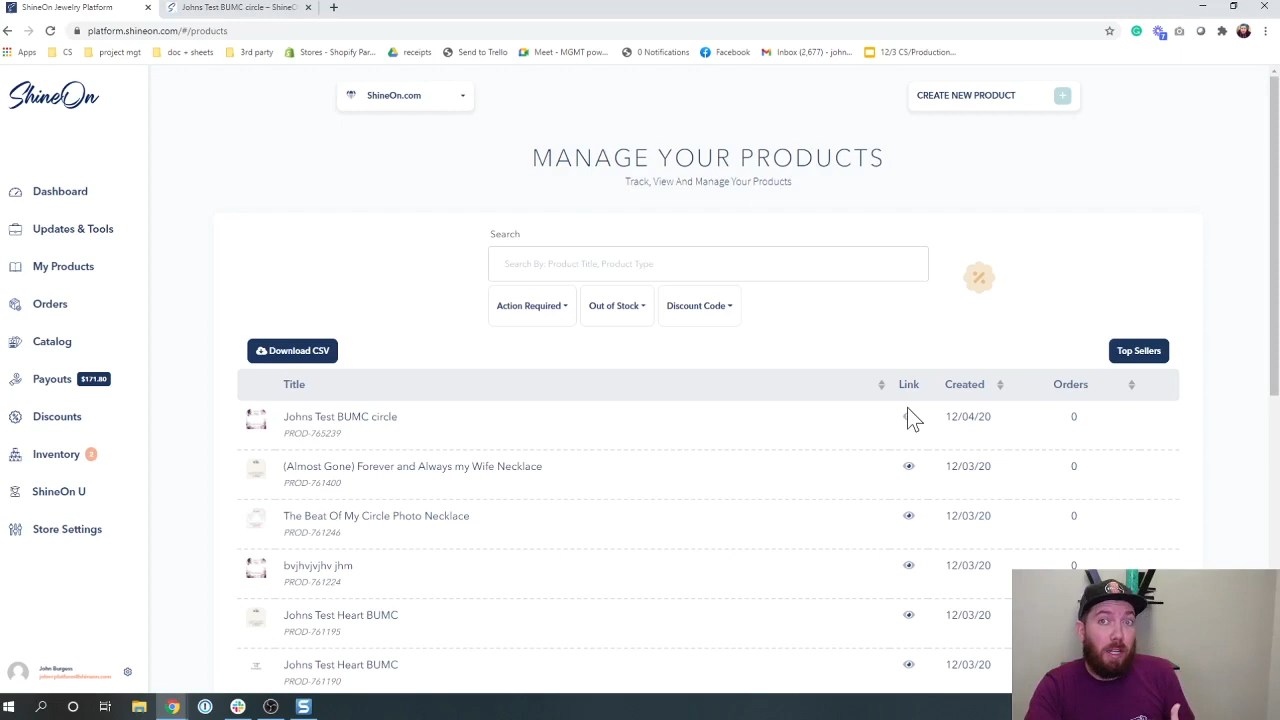 ShineOn Jewelry Platform
Johns Test BUMC circle – ShineO
platform.shineon.com/#/products
Apps
CS
project mgt
doc + sheets
3rd party
Stores - Shopify Par...
receipts
Send to Trello
Meet - MGMT pow...
0 Notifications
Facebook
Inbox (2,677) - john...
12/3 CS/Production...
ShineOn
ShineOn.com
CREATE NEW PRODUCT
MANAGE YOUR PRODUCTS
Track, View And Manage Your Products
Dashboard
Updates & Tools
My Products
Orders
Catalog
Payouts $171.80
Discounts
Inventory 2
ShineOn U
Store Settings
John Burgess
Search
Search By: Product Title, Product Type
Action Required
Out of Stock
Discount Code
Download CSV
Top Sellers
Title Link Created Orders
Johns Test BUMC circle 12/04/20 0
PROD-765239
(Almost Gone) Forever and Always my Wife Necklace 12/03/20 0
PROD-761400
The Beat Of My Circle Photo Necklace 12/03/20 0
PROD-761246
bvjhvjvjhv jhm 12/03/20 0
PROD-761224
Johns Test Heart BUMC 12/03/20
PROD-761195
Johns Test Heart BUMC 12/03/20
PROD-761190